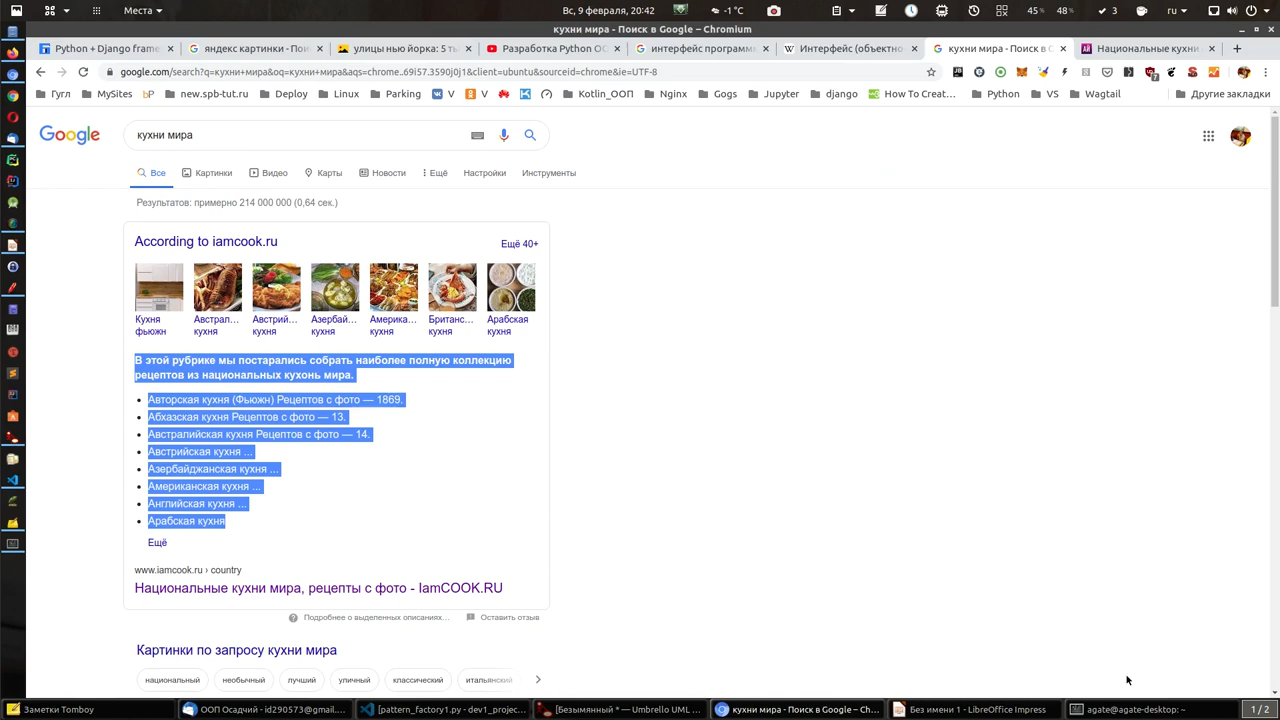 Места
Вс, 9 февраля, 20:42
-1 °C
45 %
48%
3
ru
кухни мира - Поиск в Google – Chromium
Python + Django frame
яндекс картинки - Пои
улицы нью йорка: 5 ть
Разработка Python ОС
интерфейс программ
Интерфейс (объектно
кухни мира - Поиск в G
Национальные кухни
google.com/search?q=кухни+мира&oq=кухни+мира&aqs=chrome..69i57.3590j0j1&client=ubuntu&sourceid=chrome&ie=UTF-8
Гугл
MySites
bP
new.spb-tut.ru
Deploy
Linux
Parking
V
V
Kotlin_ООП
Nginx
Gogs
Jupyter
django
How To Creat…
Python
VS
Wagtail
Другие закладки
Google
кухни мира
Все
Картинки
Видео
Карты
Новости
Ещё
Настройки
Инструменты
Результатов: примерно 214 000 000 (0,64 сек.)
According to iamcook.ru
Ещё 40+
Кухня фьюжн
Австрал... кухня
Австрий... кухня
Азербай... кухня
Америка... кухня
Британс... кухня
Арабская кухня
В этой рубрике мы постарались собрать наиболее полную коллекцию
рецептов из национальных кухонь мира.
Авторская кухня (Фьюжн) Рецептов с фото — 1869.
Абхазская кухня Рецептов с фото — 13.
Австралийская кухня Рецептов с фото — 14.
Австрийская кухня ...
Азербайджанская кухня ...
Американская кухня ...
Английская кухня ...
Арабская кухня
Ещё
www.iamcook.ru › country
Национальные кухни мира, рецепты с фото - IamCOOK.RU
Подробнее о выделенных описаниях…
Оставить отзыв
Картинки по запросу кухни мира
национальный
необычный
лучший
уличный
классический
итальянский
Заметки Tomboy
ООП Осадчий - id290573@gmail....
[pattern_factory1.py - dev1_projec...
[Безымянный * — Umbrello UML ...
кухни мира - Поиск в Google – Ch...
Без имени 1 - LibreOffice Impress
agate@agate-desktop: ~
1 / 2